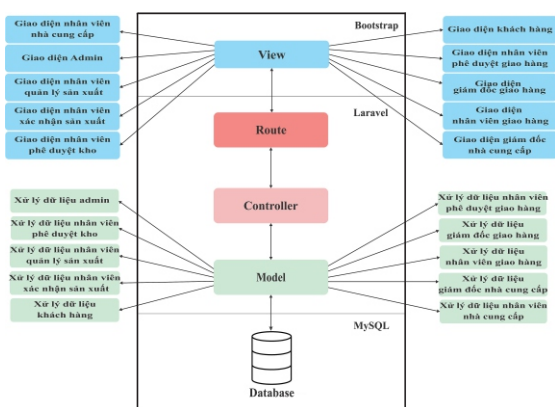 Giao diện nhân viên
nhà cung cấp
Giao diện Admin
Giao diện nhân viên
quản lý sản xuất
Giao diện nhân viên
xác nhận sản xuất
Giao diện nhân viên
phê duyệt kho
Bootstrap
View
Laravel
Route
Controller
Model
MySQL
Database
Giao diện khách hàng
Giao diện nhân viên
phê duyệt giao hàng
Giao diện
giám đốc giao hàng
Giao diện
nhân viên giao hàng
Giao diện giám đốc
nhà cung cấp
Xử lý dữ liệu admin
Xử lý dữ liệu nhân viên
phê duyệt kho
Xử lý dữ liệu nhân viên
quản lý sản xuất
Xử lý dữ liệu nhân viên
xác nhận sản xuất
Xử lý dữ liệu
khách hàng
Xử lý dữ liệu nhân viên
phê duyệt giao hàng
Xử lý dữ liệu
giám đốc giao hàng
Xử lý dữ liệu
nhân viên giao hàng
Xử lý dữ liệu
giám đốc nhà cung cấp
Xử lý dữ liệu nhân viên
nhà cung cấp